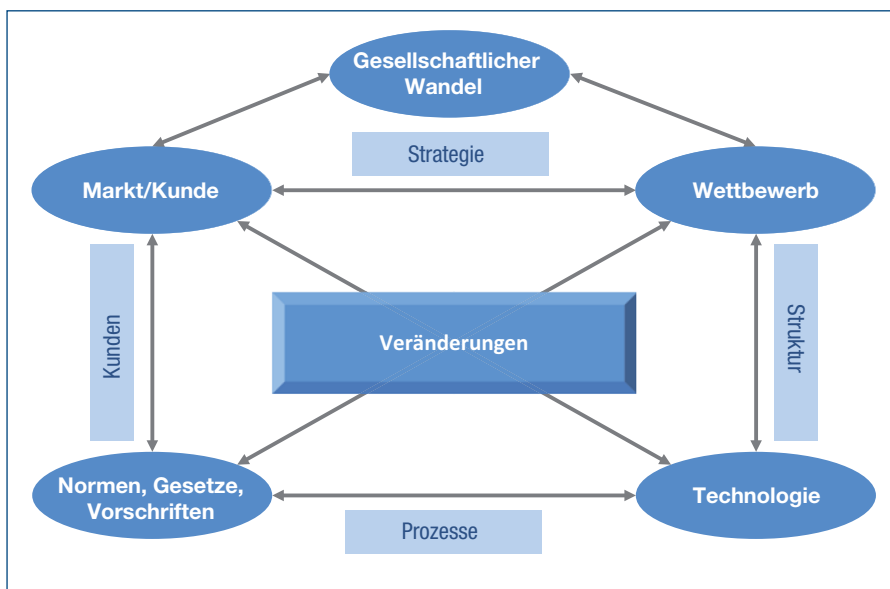 Gesellschaftlicher
Wandel
Strategie
Markt/Kunde
Wettbewerb
Kunden
Veränderungen
Struktur
Normen, Gesetze,
Vorschriften
Technologie
Prozesse